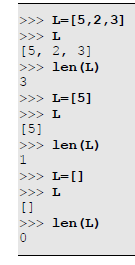 >>> L=[5,2,3]
>>> L
[5, 2, 3]
>>> len(L)
3
>>> L=[5]
>>> L
[5]
>>> len(L)
1
>>> L=[]
>>> L
[]
>>> len(L)
0